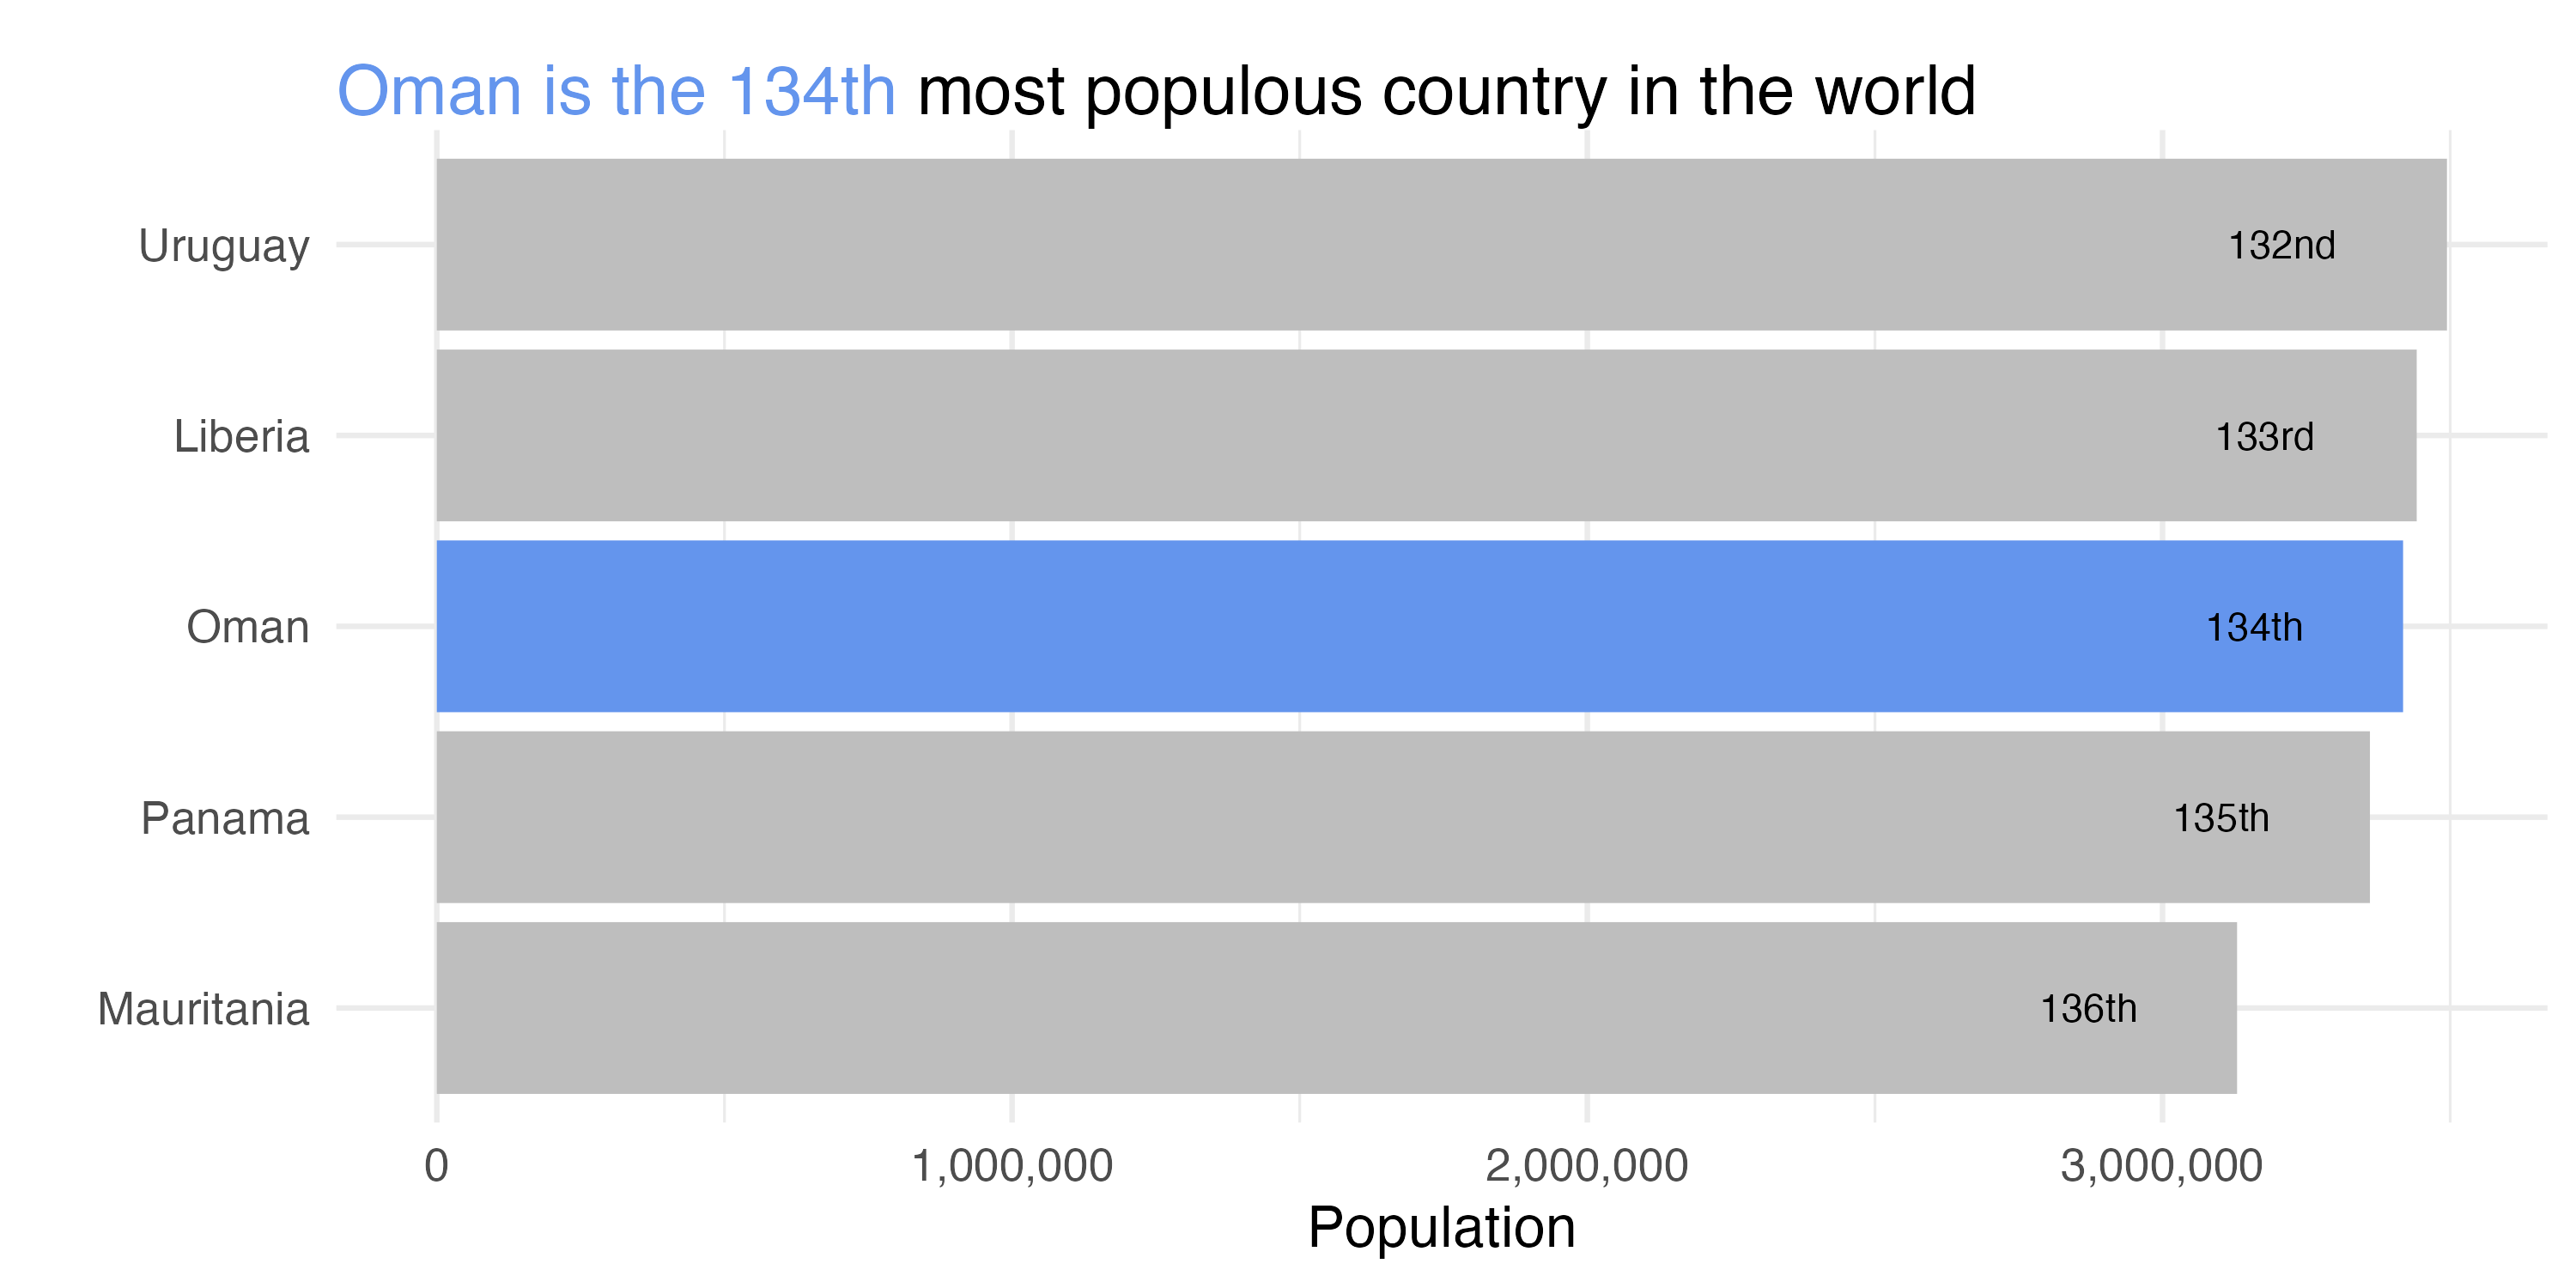 Oman is the 134th most populous country in the world
Uruguay
132nd
Liberia
133rd
Oman
134th
Panama
135th
Mauritania
136th
0
1,000,000
2,000,000
3,000,000
Population